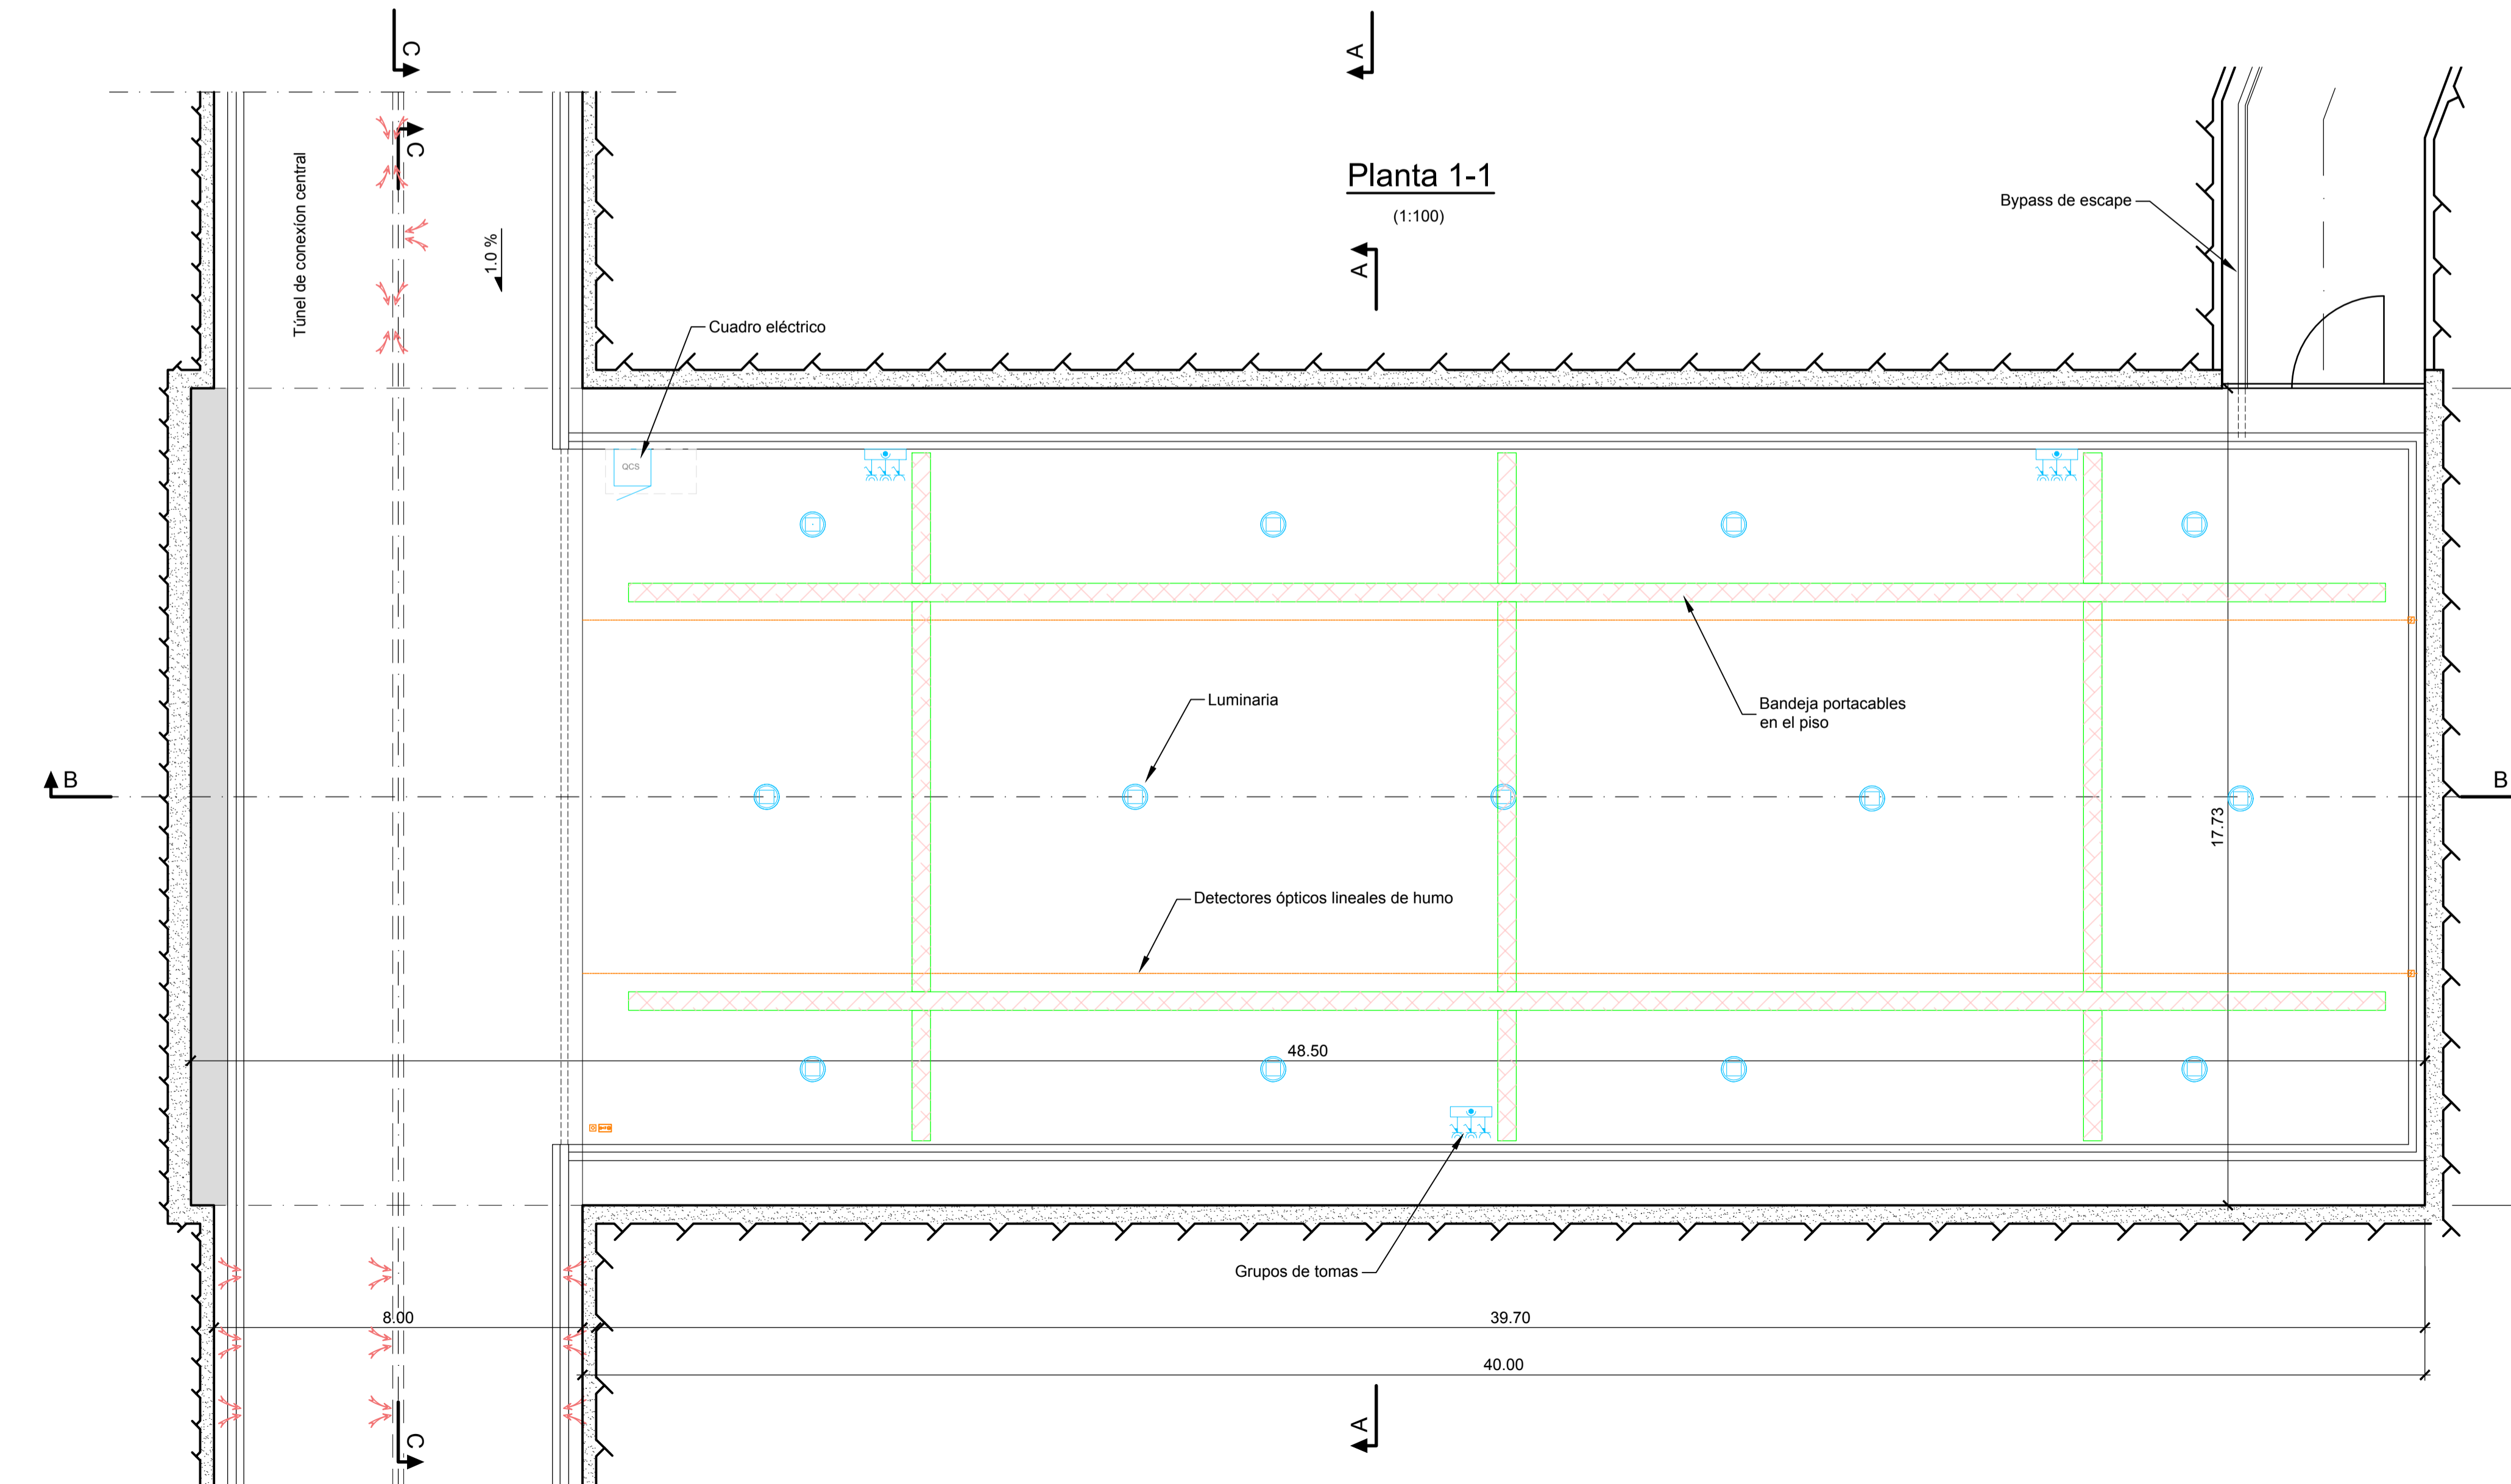 C
A
C
Túnel de conexíon central
Planta 1-1
(1:100)
Bypass de escape
1.0 %
A
Cuadro eléctrico
QCS
Luminaria
Bandeja portacables
en el piso
B
B
17.73
Detectores ópticos lineales de humo
48.50
Grupos de tomas
8.00
39.70
40.00
A
C